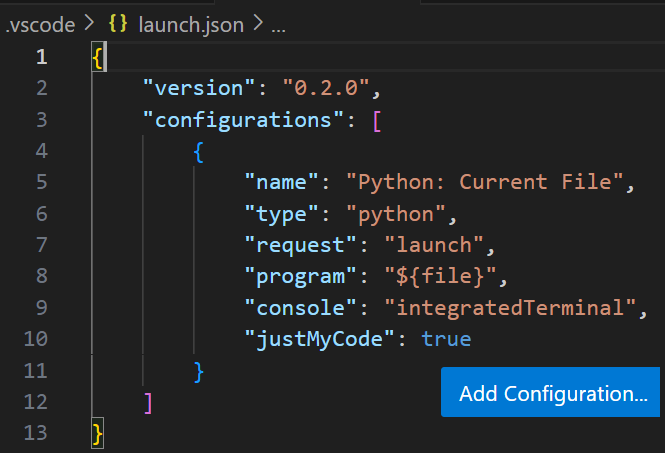 .vscode > {} launch.json > ...
1 {
2 "version": "0.2.0",
3 "configurations": [
4 {
5 "name": "Python: Current File",
6 "type": "python",
7 "request": "launch",
8 "program": "${file}",
9 "console": "integratedTerminal",
10 "justMyCode": true
11 }
Add Configuration...
12 ]
13 }